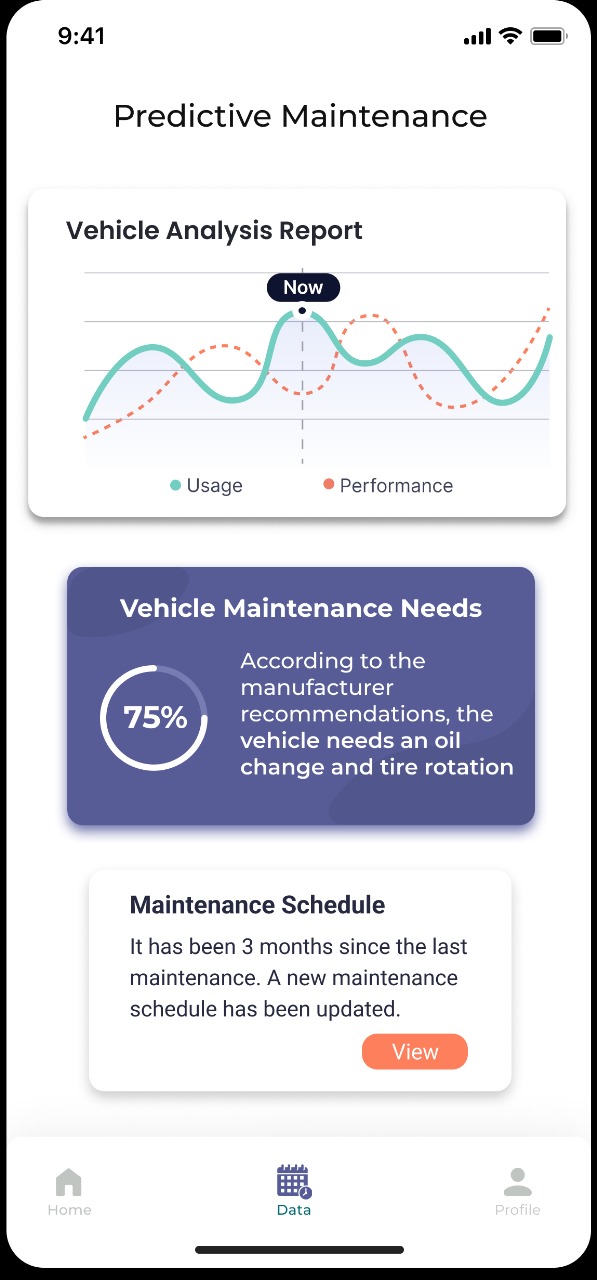 9:41
Predictive Maintenance
Vehicle Analysis Report
Now
Usage
Performance
Vehicle Maintenance Needs
75%
According to the
manufacturer
recommendations, the
vehicle needs an oil
change and tire rotation
Maintenance Schedule
It has been 3 months since the last
maintenance. A new maintenance
schedule has been updated.
View
Home
Data
Profile